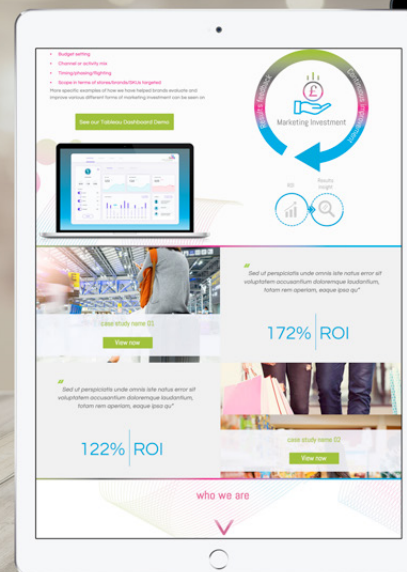 Budget setting
Channel or activity mix
Timing/phasing/flighting
Scope in terms of stores/brands/SKUs targeted
More specific examples of how we have helped brands evaluate and
improve various different forms of marketing investment can be seen on
See our Tableau Dashboard Demo
£
Marketing Investment
ROI
Results
Insight
case study name 01
View now
"
Sed ut perspiciatis unde omnis iste natus error sit
voluptatem accusantium doloremque laudantium,
totam rem aperiam, eaque ipsa qu"
172% ROI
"
Sed ut perspiciatis unde omnis iste natus error sit
voluptatem accusantium doloremque laudantium,
totam rem aperiam, eaque ipsa qu"
122% ROI
case study name 02
View now
who we are